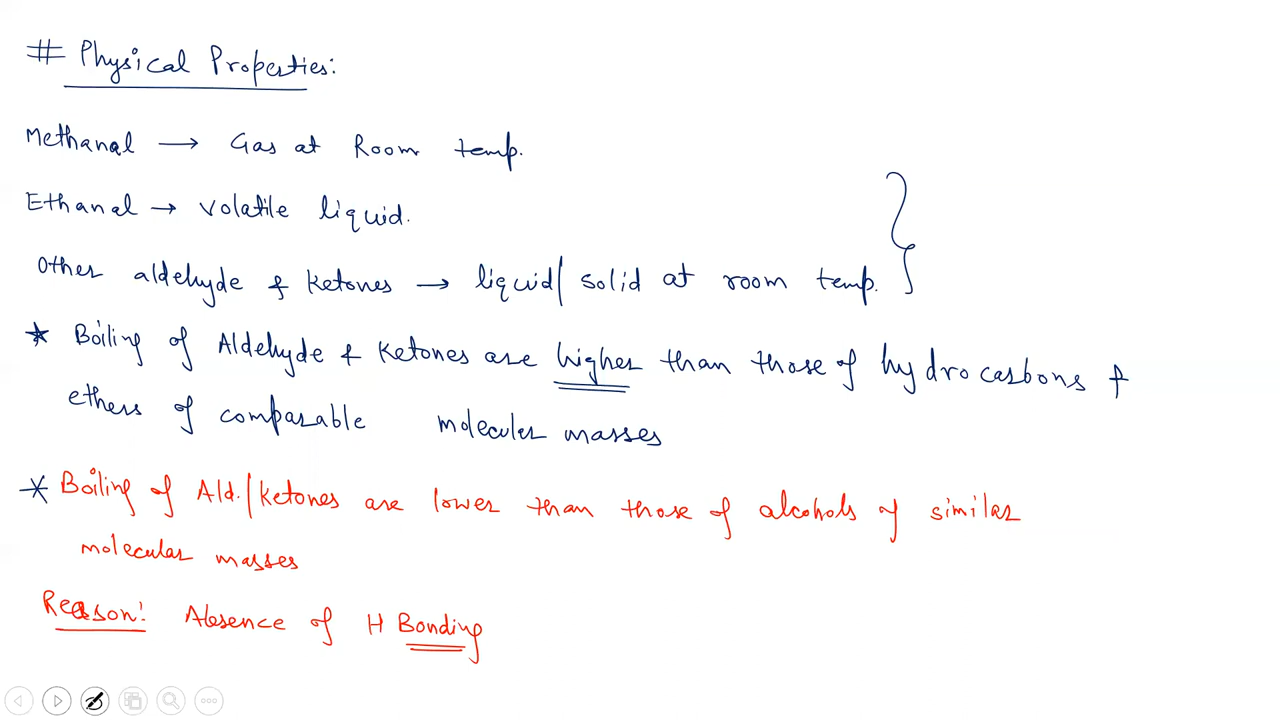 # Physical Properties:
Methanal → Gas at Room temp.
Ethanal → Volatile liquid.
Other aldehyde & ketones → liquid/solid at room temp.
* Boiling of Aldehyde & Ketones are higher than those of hydrocarbons &
ethers of comparable molecular masses
* Boiling of Ald./Ketones are lower than those of alcohols of similar
molecular masses
Reason: Absence of H Bonding